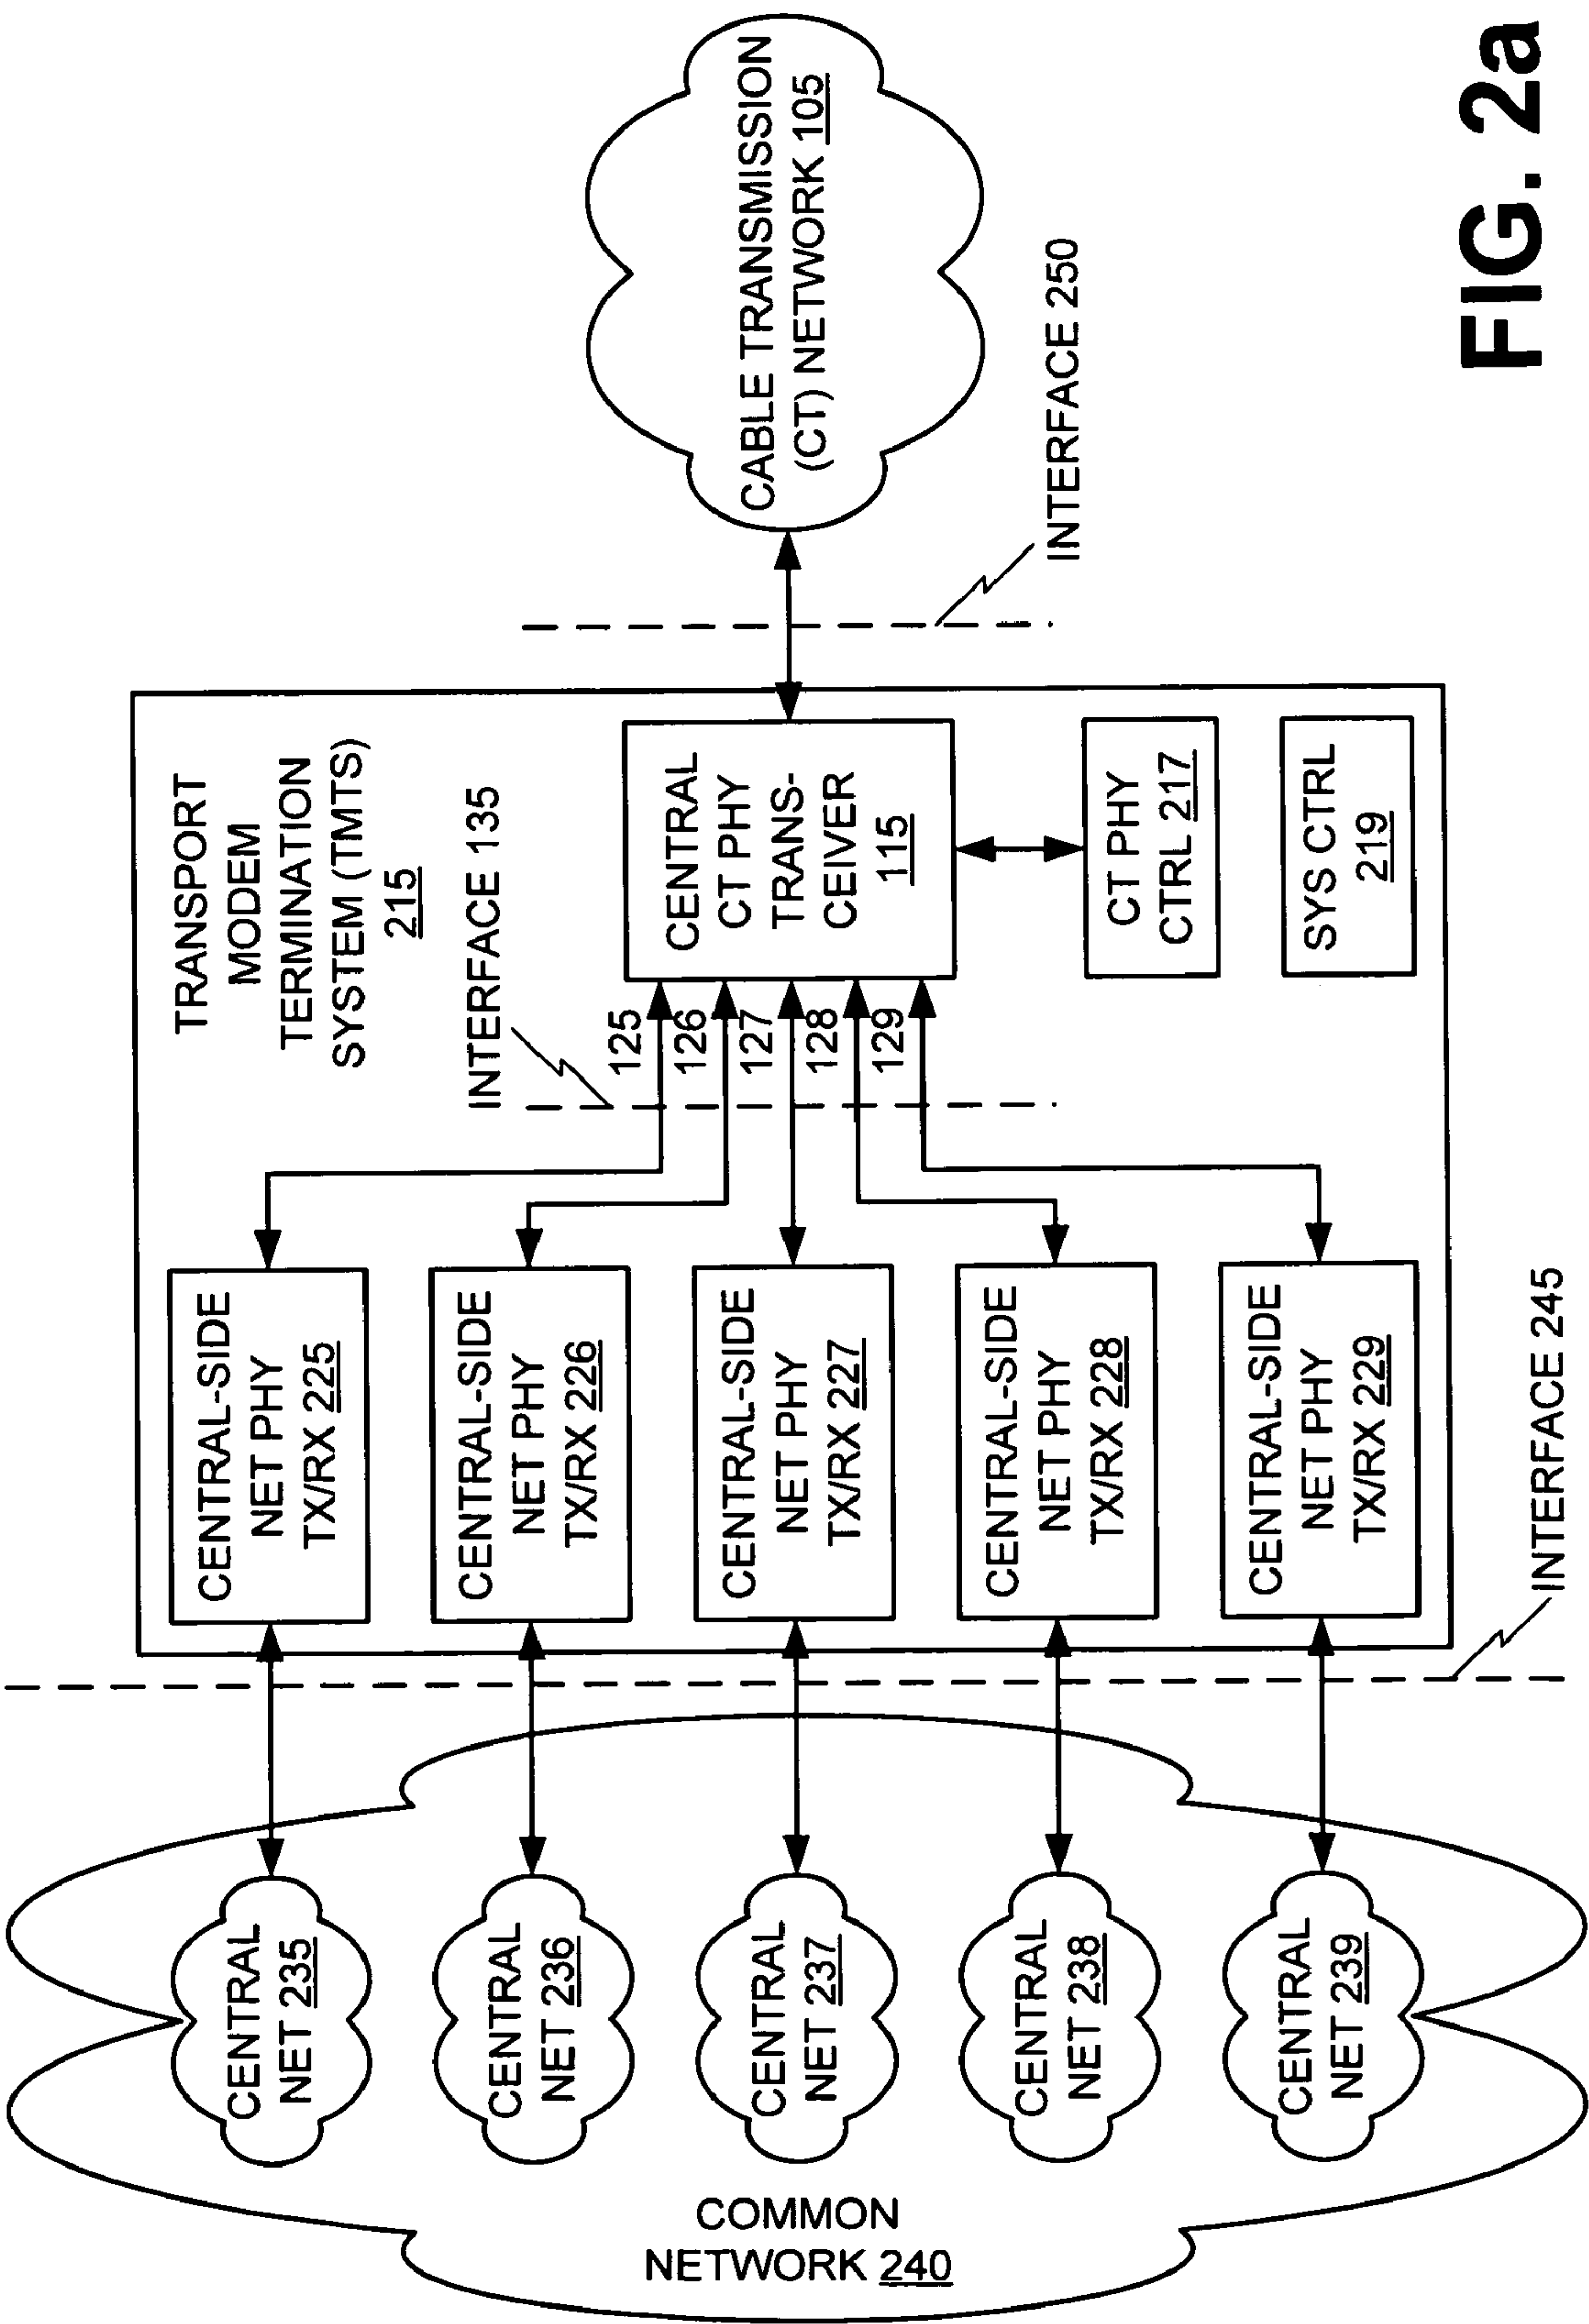 TRANSPORT
MODEM
TERMINATION
SYSTEM (TMTS)
215
INTERFACE 135
CENTRAL
NET 235
CENTRAL-SIDE
NET PHY
TX/RX 225
125
CENTRAL
NET 236
CENTRAL-SIDE
NET PHY
TX/RX 226
126
CENTRAL
NET 237
CENTRAL-SIDE
NET PHY
TX/RX 227
127
CENTRAL
NET 238
CENTRAL-SIDE
NET PHY
TX/RX 228
128
CENTRAL
NET 239
CENTRAL-SIDE
NET PHY
TX/RX 229
129
COMMON
NETWORK 240
CENTRAL
CT PHY
TRANS-
CEIVER
115
CT PHY
CTRL 217
SYS CTRL
219
CABLE TRANSMISSION
(CT) NETWORK 105
INTERFACE 250
INTERFACE 245
FIG. 2a